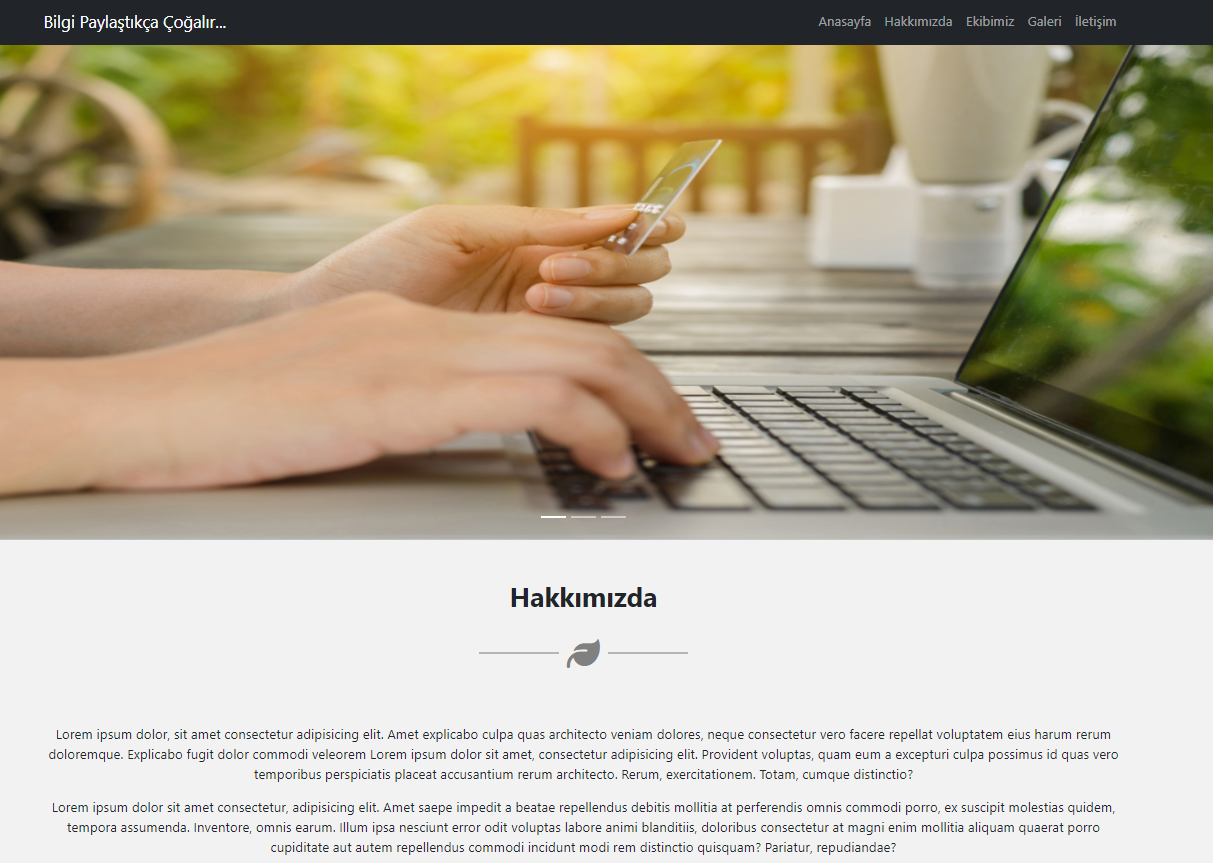 Bilgi Paylaştıkça Çoğalır...
Anasayfa Hakkımızda Ekibimiz Galeri İletişim
Hakkımızda
Lorem ipsum dolor, sit amet consectetur adipisicing elit. Amet explicabo culpa quas architecto veniam dolores, neque consectetur vero facere repellat voluptatem eius harum rerum
doloremque. Explicabo fugit dolor commodi veleorem Lorem ipsum dolor sit amet, consectetur adipisicing elit. Provident voluptas, quam eum a excepturi culpa possimus id quas vero
temporibus perspiciatis placeat accusantium rerum architecto. Rerum, exercitationem. Totam, cumque distinctio?
Lorem ipsum dolor sit amet consectetur, adipisicing elit. Amet saepe impedit a beatae repellendus debitis mollitia at perferendis omnis commodi porro, ex suscipit molestias quidem,
tempora assumenda. Inventore, omnis earum. Illum ipsa nesciunt error odit voluptas labore animi blanditiis, doloribus consectetur at magni enim mollitia aliquam quaerat porro
cupiditate aut autem repellendus commodi incidunt modi rem distinctio quisquam? Pariatur, repudiandae?